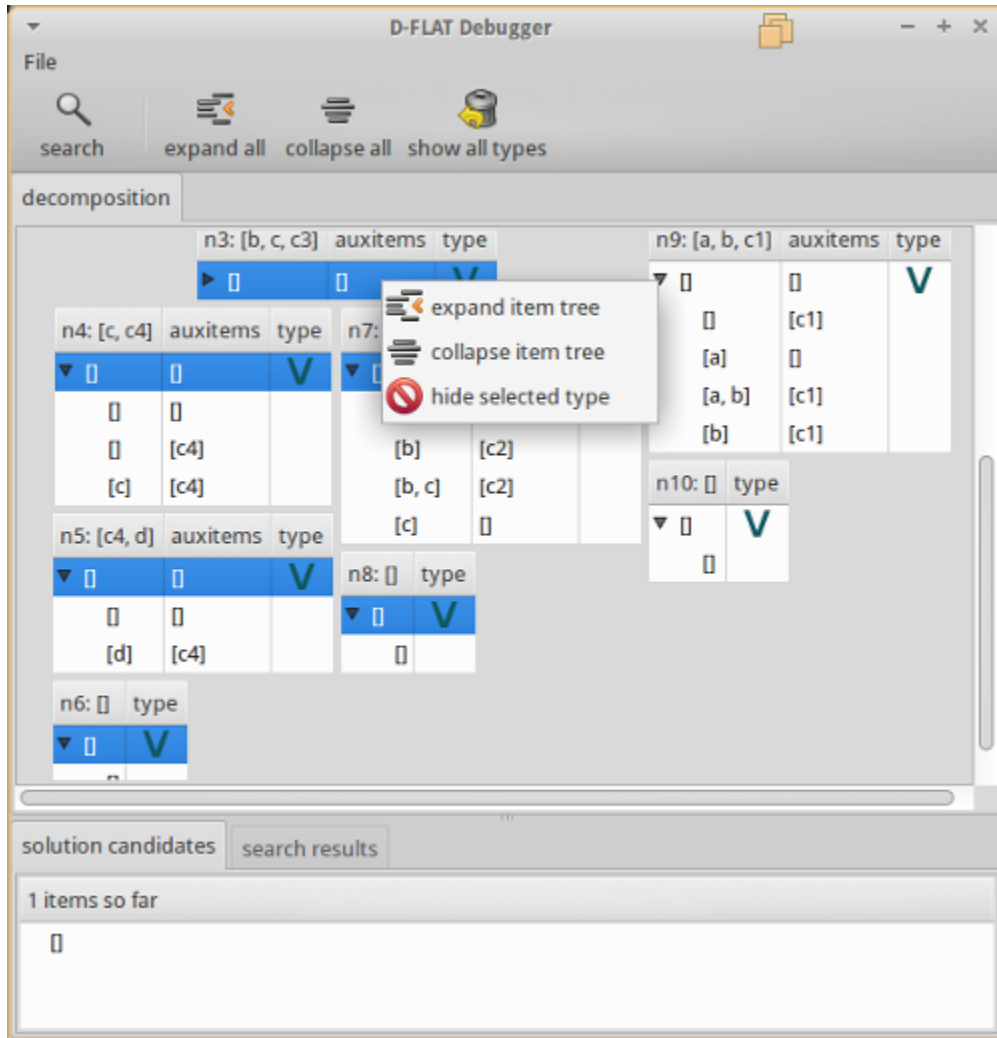 D-FLAT Debugger
File
search expand all collapse all show all types
decomposition
n3: [b, c, c3] auxitems type
[] [] V
expand item tree
collapse item tree
hide selected type
n4: [c, c4] auxitems type
[] [] V
[] []
[] [c4]
[c] [c4]
n5: [c4, d] auxitems type
[] [] V
[] []
[d] [c4]
n6: [] type
[] V
n7:
[b] [c2]
[b, c] [c2]
[c] []
n8: [] type
[] V
[]
n9: [a, b, c1] auxitems type
[] [] V
[] [c1]
[a] []
[a, b] [c1]
[b] [c1]
n10: [] type
[] V
[]
solution candidates search results
1 items so far
[]